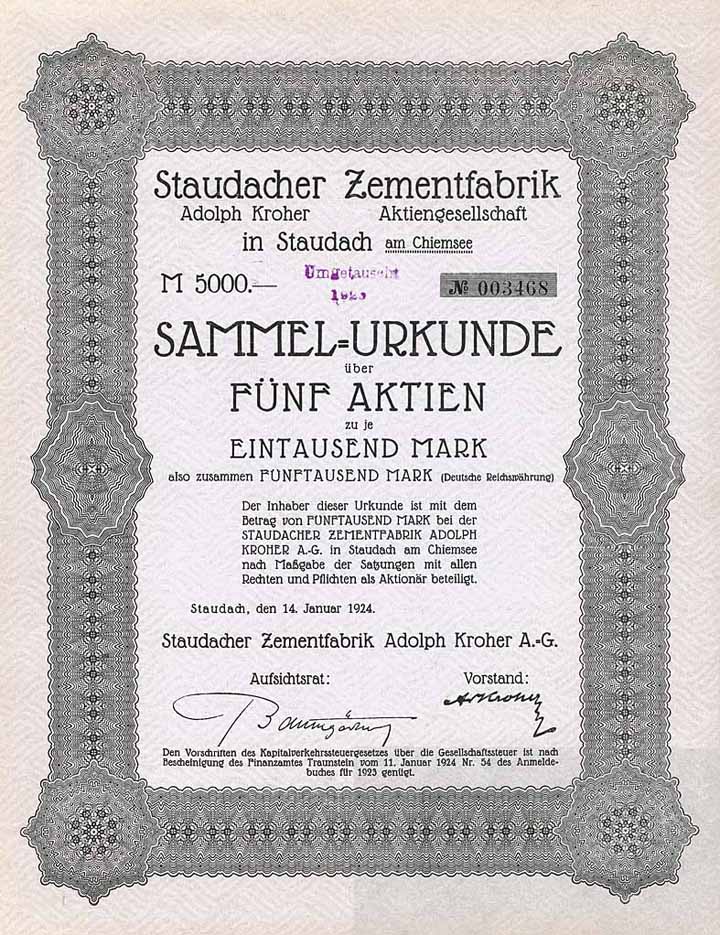 Staudacher Zementfabrik
Adolph Kroher Aktiengesellschaft
in Staudach am Chiemsee
M 5000.—
Umgetauscht
№ 003468
SAMMEL=URKUNDE
über
FÜNF AKTIEN
zu je
EINTAUSEND MARK
also zusammen FÜNFTAUSEND MARK (Deutsche Reichswährung)
Der Inhaber dieser Urkunde ist mit dem
Betrag von FÜNFTAUSEND MARK bei der
STAUDACHER ZEMENTFABRIK ADOLPH
KROHER A.-G. in Staudach am Chiemsee
nach Maßgabe der Satzungen mit allen
Rechten und Pflichten als Aktionär beteiligt.
Staudach, den 14. Januar 1924.
Staudacher Zementfabrik Adolph Kroher A.-G.
Aufsichtsrat: Vorstand:
Baumgärtner Kroher
Den Vorschriften des Kapitalverkehrssteuergesetzes über die Gesellschaftssteuer ist nach
Bescheinigung des Finanzamtes Traunstein vom 11. Januar 1924 Nr. 54 des Anmelde-
buches für 1923 genügt.